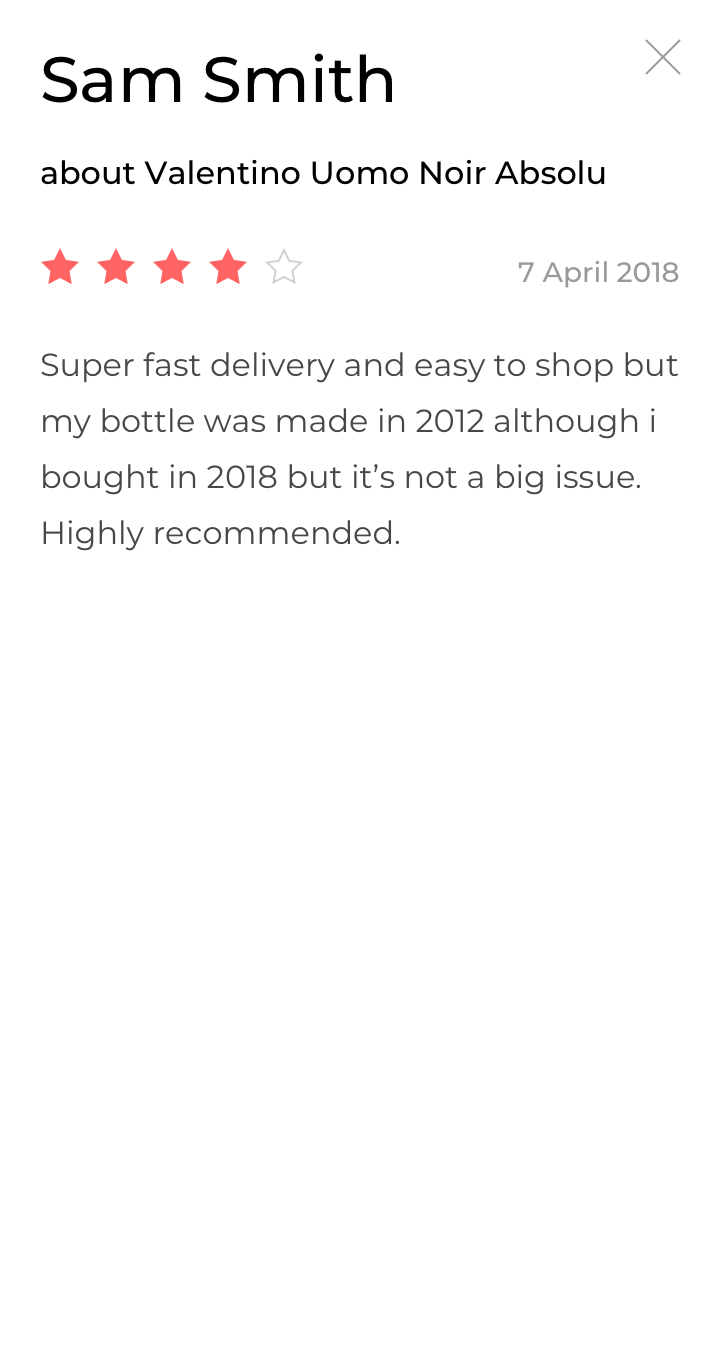 Sam Smith
about Valentino Uomo Noir Absolu
7 April 2018
Super fast delivery and easy to shop but
my bottle was made in 2012 although i
bought in 2018 but it’s not a big issue.
Highly recommended.